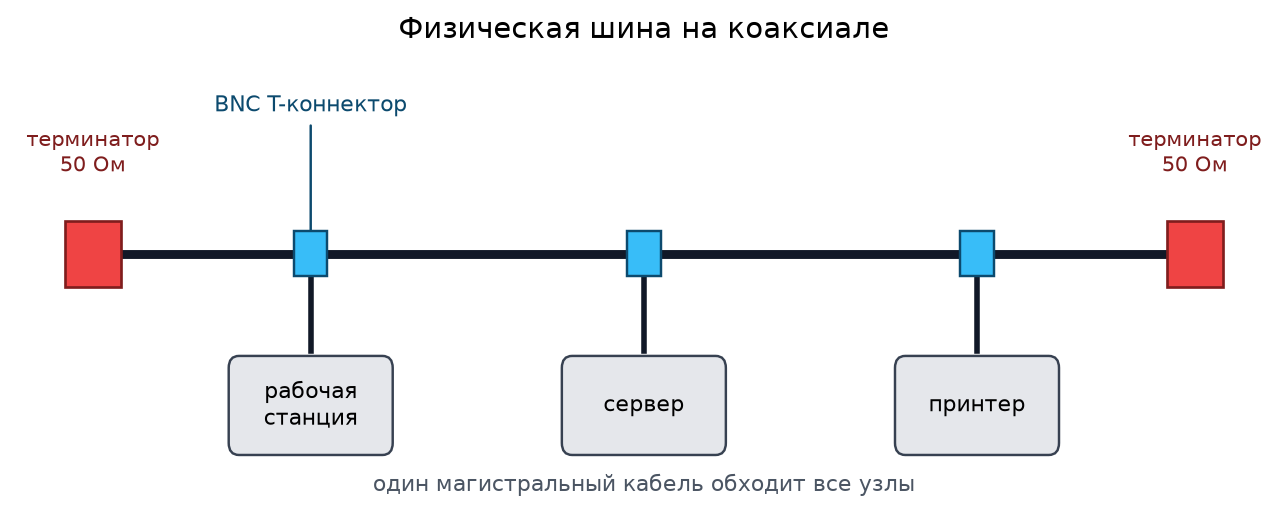 Физическая шина на коаксиале
BNC T-коннектор
терминатор
50 Ом
терминатор
50 Ом
рабочая
станция
сервер
принтер
один магистральный кабель обходит все узлы